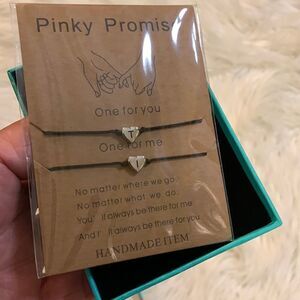 Pinky Promise
One for you
T
One for me
I
No matter where we go.
No matter what we do.
You' ll always be there for me
And I' ll always be there for you
HANDMADE ITEM